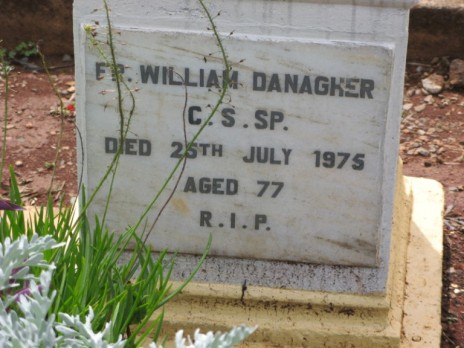 FR. WILLIAM DANAGHER
C.S.SP.
DIED 25TH JULY 1975
AGED 77
R.I.P.